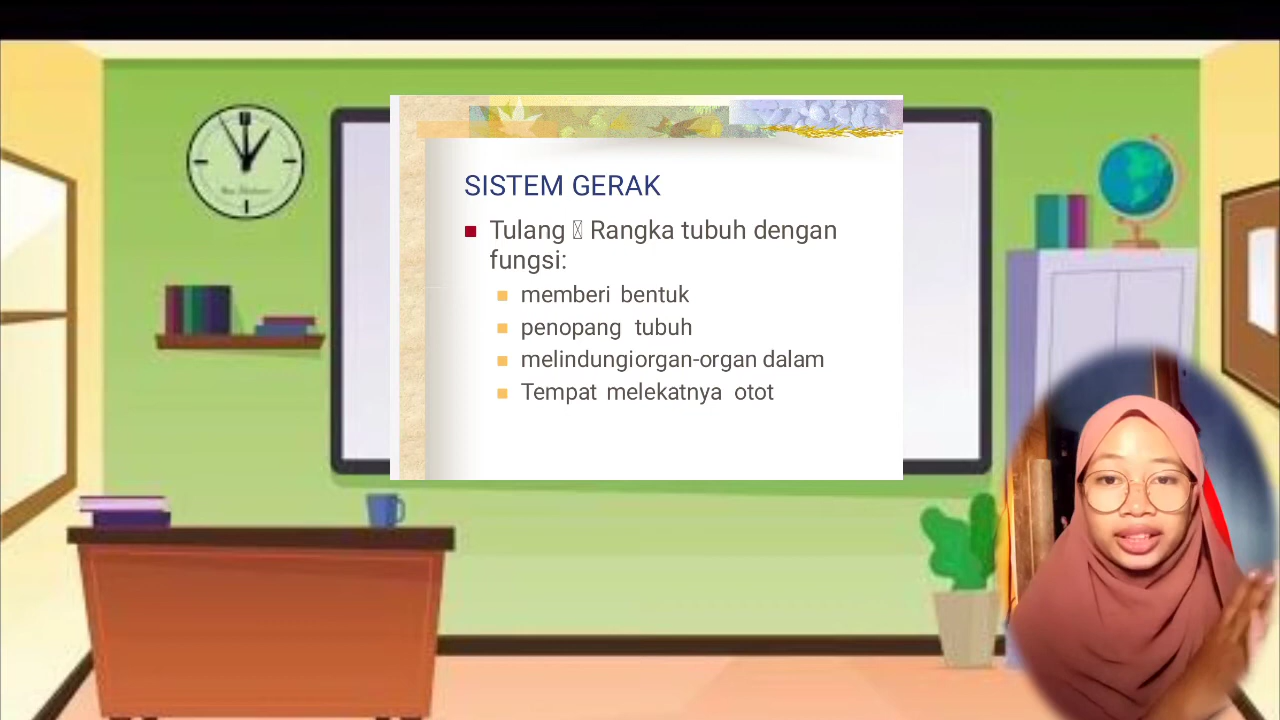 SISTEM GERAK
Tulang  Rangka tubuh dengan
fungsi:
memberi bentuk
penopang tubuh
melindungiorgan-organ dalam
Tempat melekatnya otot